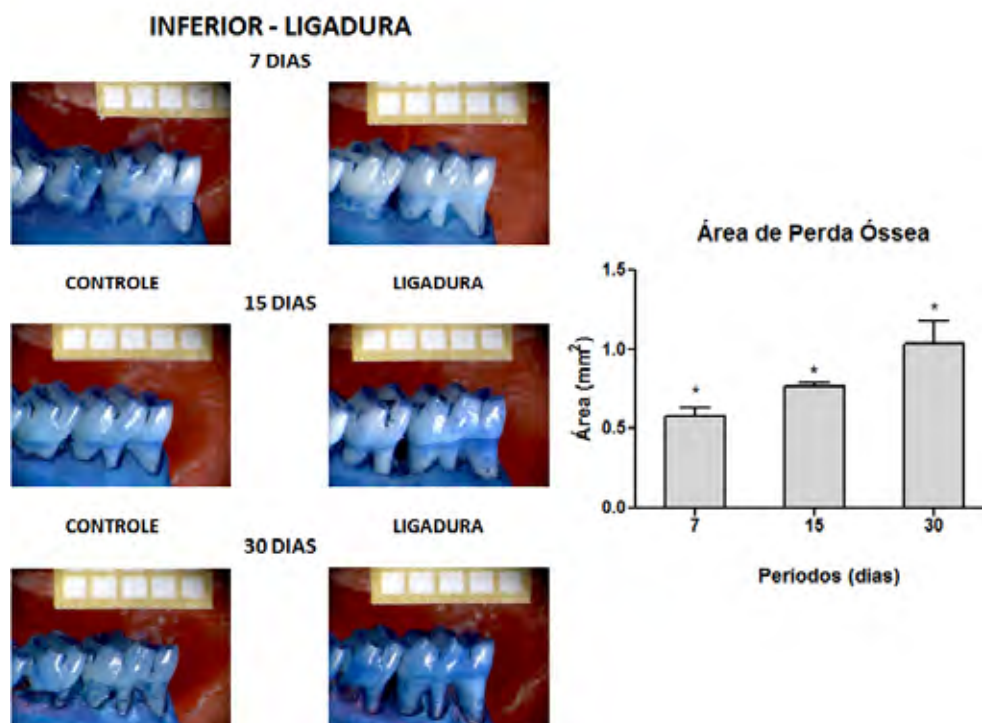 INFERIOR - LIGADURA
7 DIAS
CONTROLE
LIGADURA
15 DIAS
CONTROLE
LIGADURA
30 DIAS
Área de Perda Óssea
Área (mm²)
1.5
1.0
0.5
0.0
*
*
*
7
15
30
Períodos (dias)